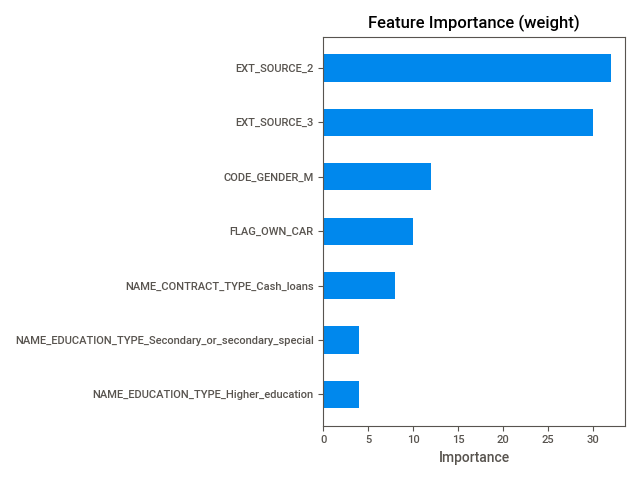 Feature Importance (weight)
EXT_SOURCE_2
EXT_SOURCE_3
CODE_GENDER_M
FLAG_OWN_CAR
NAME_CONTRACT_TYPE_Cash_loans
NAME_EDUCATION_TYPE_Secondary_or_secondary_special
NAME_EDUCATION_TYPE_Higher_education
0 5 10 15 20 25 30
Importance